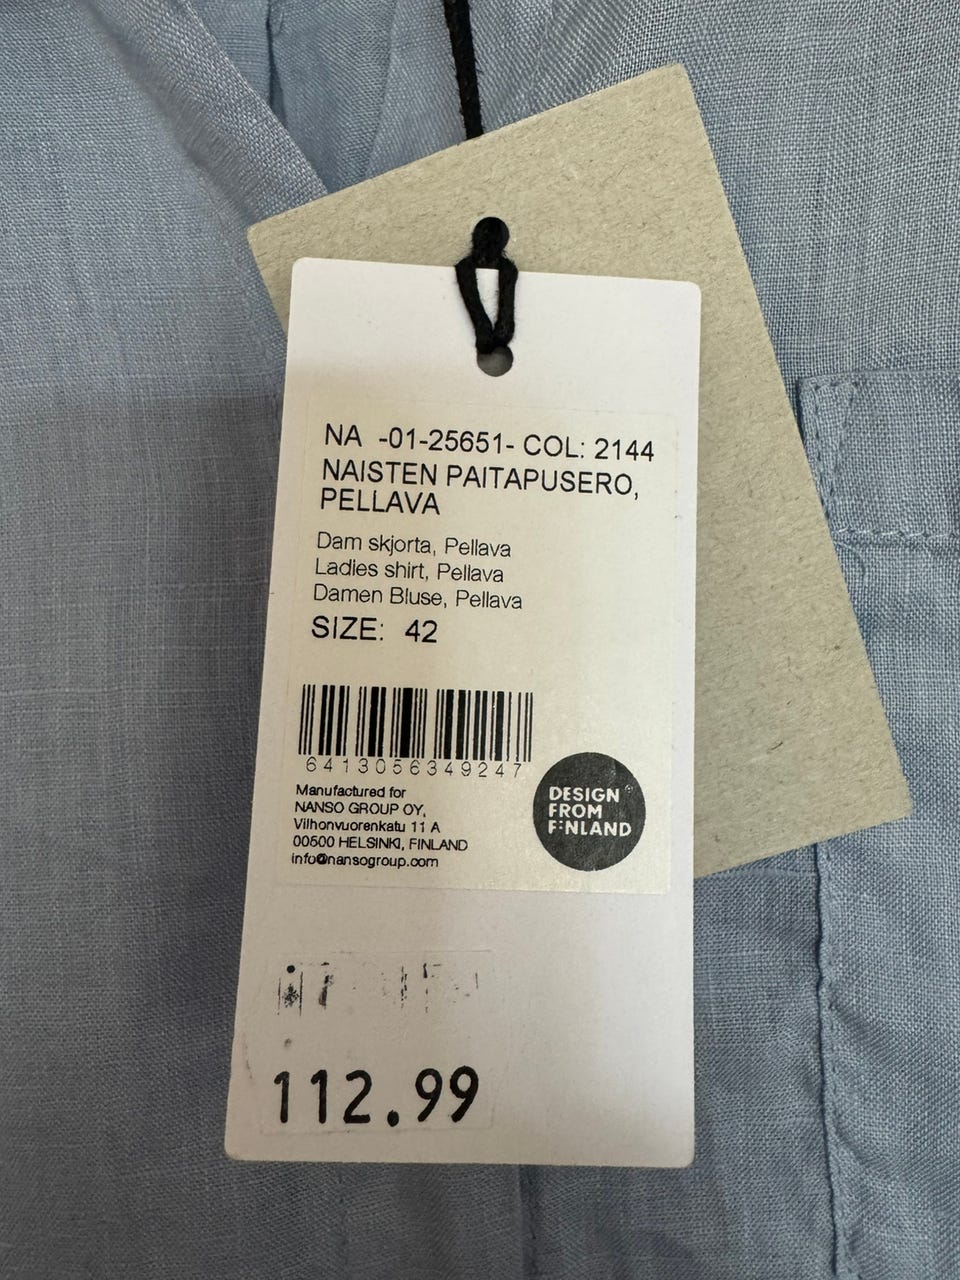 NA -01-25651- COL: 2144
NAISTEN PAITAPUSERO,
PELLAVA
Dam skjorta, Pellava
Ladies shirt, Pellava
Damen Bluse, Pellava
SIZE: 42
6413056349247
Manufactured for
NANSO GROUP OY,
Vilhonvuorenkatu 11 A
00500 HELSINKI, FINLAND
info@nansogroup.com
DESIGN
FROM
FINLAND
112.99